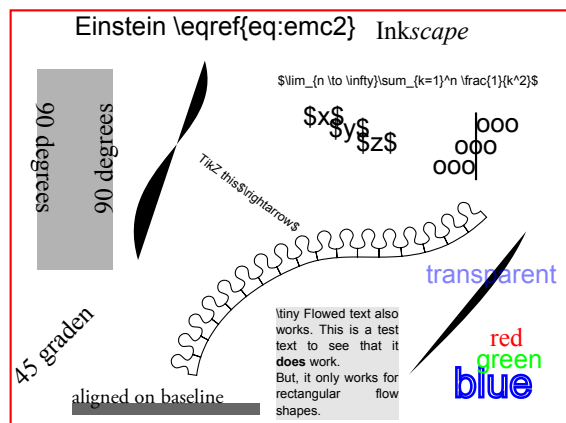 Einstein \eqref{eq:emc2} Inkscape
$\lim_{n \to \infty}\sum_{k=1}^n \frac{1}{k^2}$
90 degrees
90 degrees
$x$
$y$
$z$
ooo
ooo
ooo
TikZ this$\rightarrow$
transparent
45 graden
\tiny Flowed text also
works. This is a test
text to see that it
does work.
But, it only works for
rectangular flow
shapes.
red
green
blue
aligned on baseline